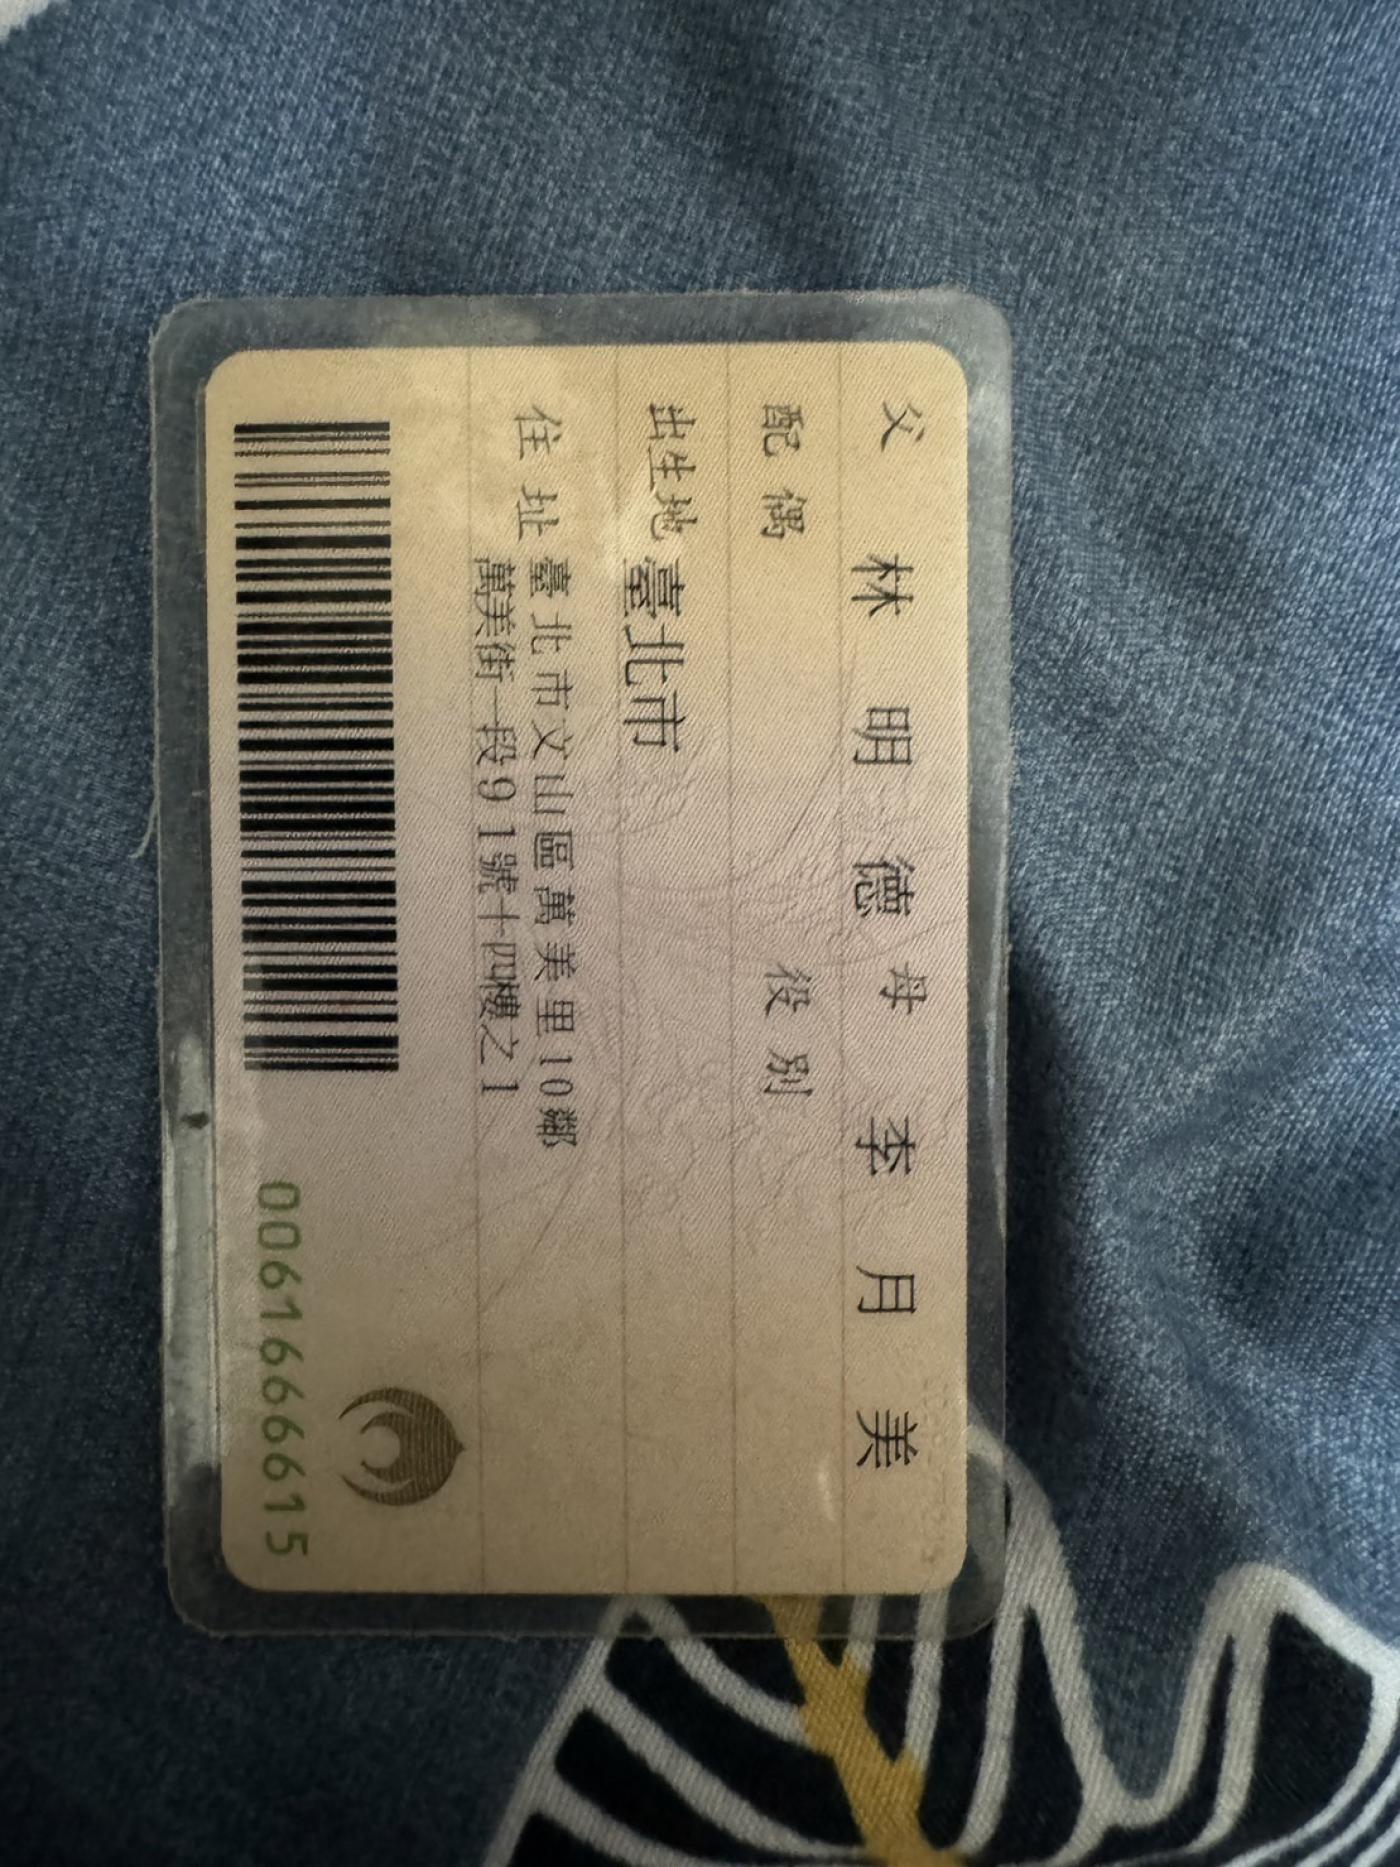 父 林 明 德 母 李 月 美
配 偶 役 別
出生地 臺北市
住 址 臺北市文山區萬美里10鄰
萬美街一段91號十四樓之1
0061666615